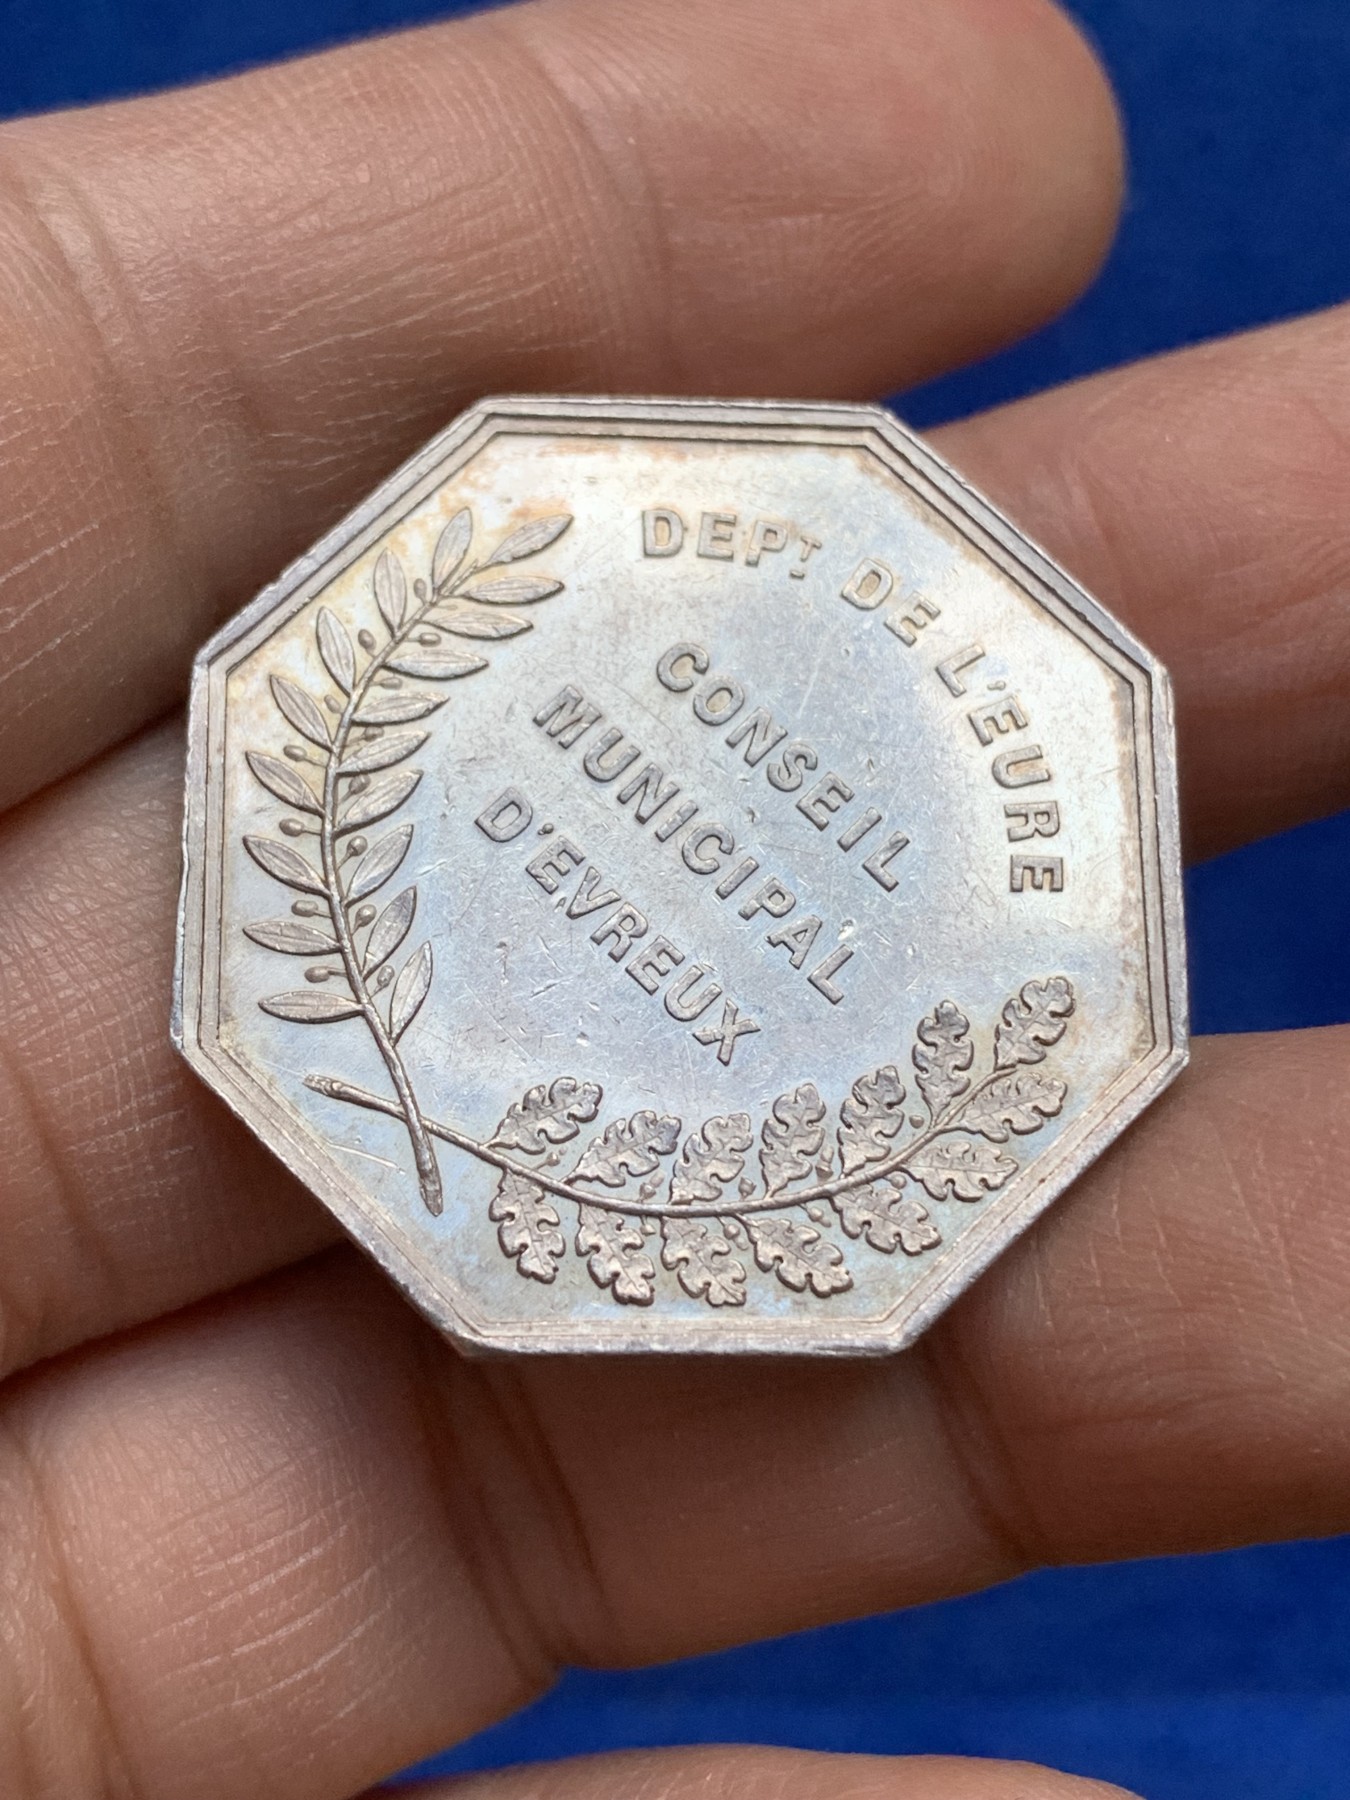 DEPT DE L'EURE
CONSEIL
MUNICIPAL
D'EVREUX